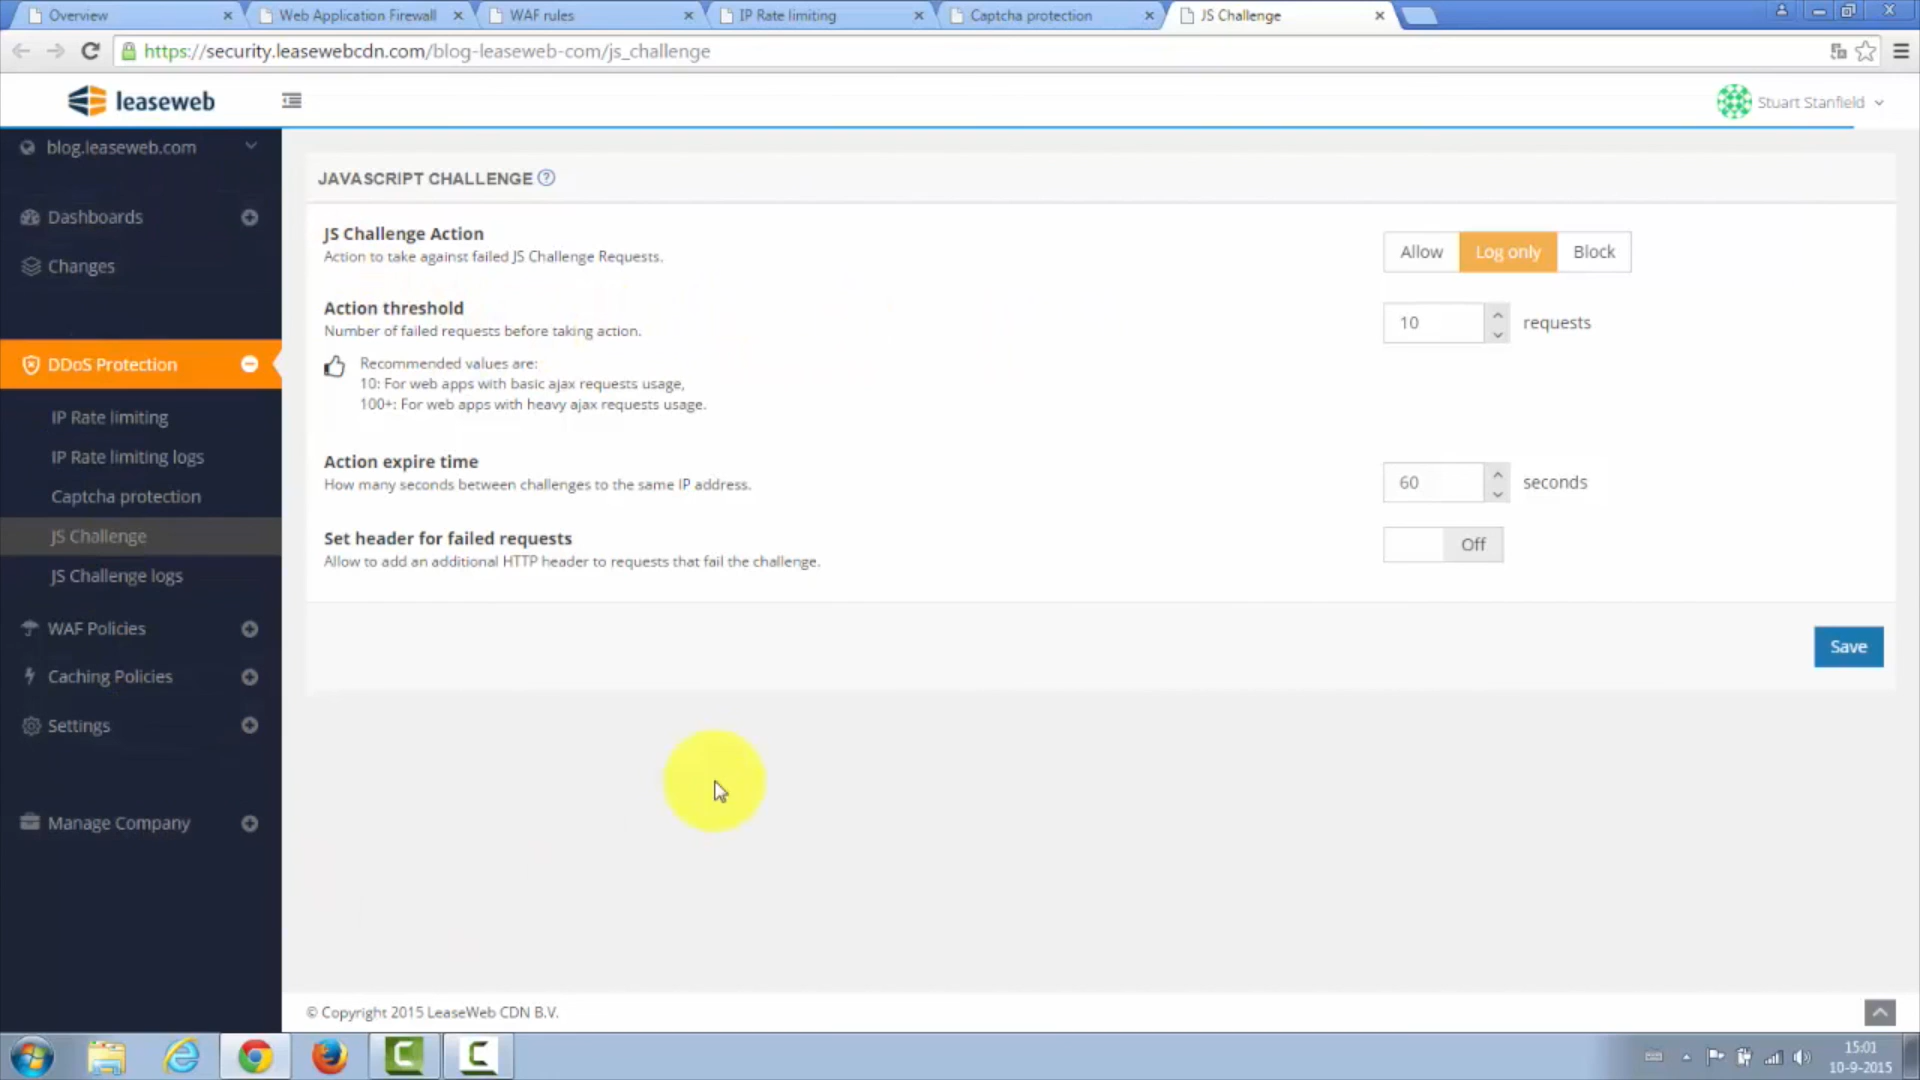 Overview
Web Application Firewall
WAF rules
IP Rate limiting
Captcha protection
JS Challenge
https://security.leasewebcdn.com/blog-leaseweb-com/js_challenge
leaseweb
Stuart Stanfield
blog.leaseweb.com
Dashboards
Changes
DDoS Protection
IP Rate limiting
IP Rate limiting logs
Captcha protection
JS Challenge
JS Challenge logs
WAF Policies
Caching Policies
Settings
Manage Company
JAVASCRIPT CHALLENGE
JS Challenge Action
Action to take against failed JS Challenge Requests.
Allow Log only Block
Action threshold
Number of failed requests before taking action.
10 requests
Recommended values are:
10: For web apps with basic ajax requests usage,
100+: For web apps with heavy ajax requests usage.
Action expire time
How many seconds between challenges to the same IP address.
60 seconds
Set header for failed requests
Allow to add an additional HTTP header to requests that fail the challenge.
Off
Save
© Copyright 2015 LeaseWeb CDN B.V.
15:01
10-9-2015